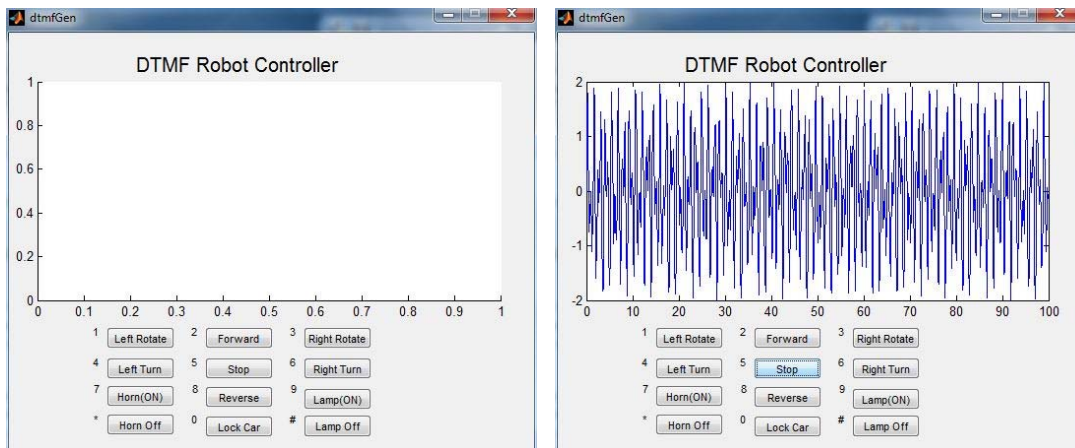 dtmfGen
DTMF Robot Controller
1
0.8
0.6
0.4
0.2
0
0 0.1 0.2 0.3 0.4 0.5 0.6 0.7 0.8 0.9 1
1 Left Rotate 2 Forward 3 Right Rotate
4 Left Turn 5 Stop 6 Right Turn
7 Horn(ON) 8 Reverse 9 Lamp(ON)
* Horn Off 0 Lock Car # Lamp Off
dtmfGen
DTMF Robot Controller
2
1
0
-1
-2
0 10 20 30 40 50 60 70 80 90 100
1 Left Rotate 2 Forward 3 Right Rotate
4 Left Turn 5 Stop 6 Right Turn
7 Horn(ON) 8 Reverse 9 Lamp(ON)
* Horn Off 0 Lock Car # Lamp Off